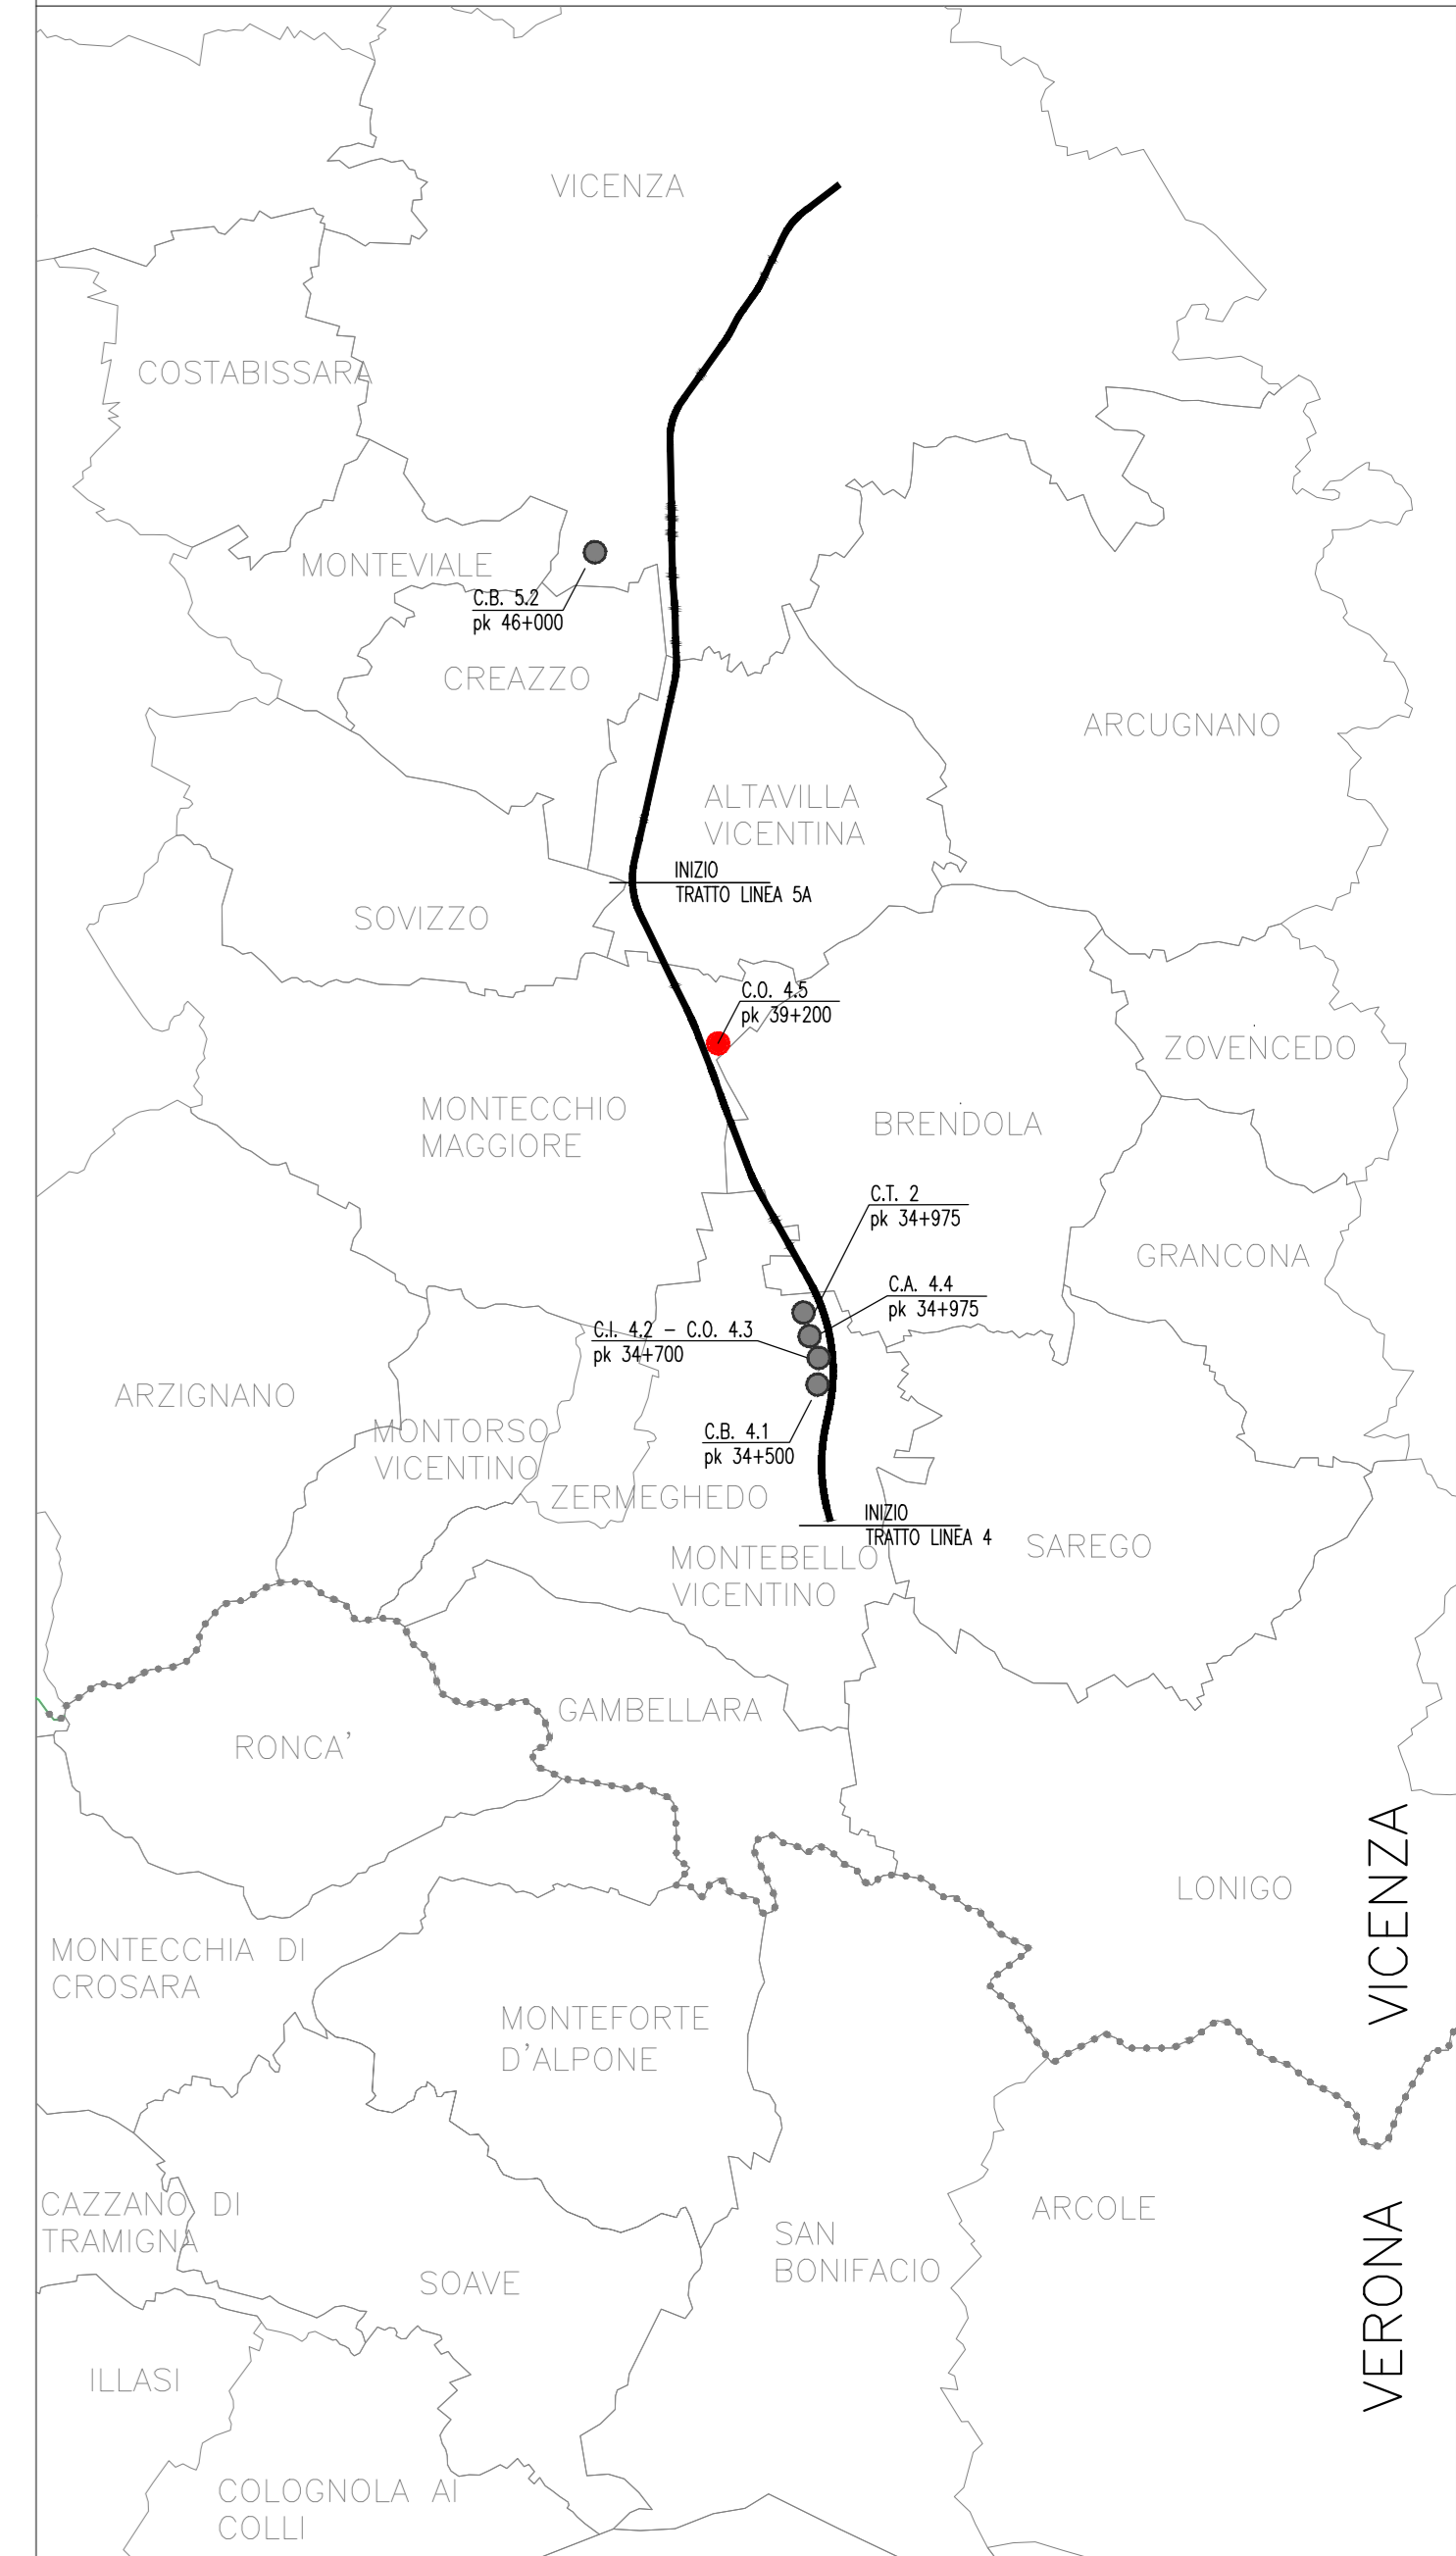 VICENZA
COSTABISSARA
MONTEVIALE
C.B. 5.2
pk 46+000
CREAZZO
ARCUGNANO
ALTAVILLA
VICENTINA
INIZIO
TRATTO LINEA 5A
SOVIZZO
C.O. 4.5
pk 39+200
ZOVENCEDO
MONTECCHIO
MAGGIORE
BRENDOLA
C.T. 2
pk 34+975
GRANCONA
C.A. 4.4
pk 34+975
C.I. 4.2 – C.O. 4.3
pk 34+700
ARZIGNANO
MONTORSO
VICENTINO
C.B. 4.1
pk 34+500
ZERMEGHEDO
INIZIO
TRATTO LINEA 4
SAREGO
MONTEBELLO
VICENTINO
GAMBELLARA
RONCA'
LONIGO
VICENZA
MONTECCHIA DI
CROSARA
MONTEFORTE
D'ALPONE
CAZZANO DI
TRAMIGNA
ARCOLE
SAN
BONIFACIO
VERONA
SOAVE
ILLASI
COLOGNOLA AI
COLLI